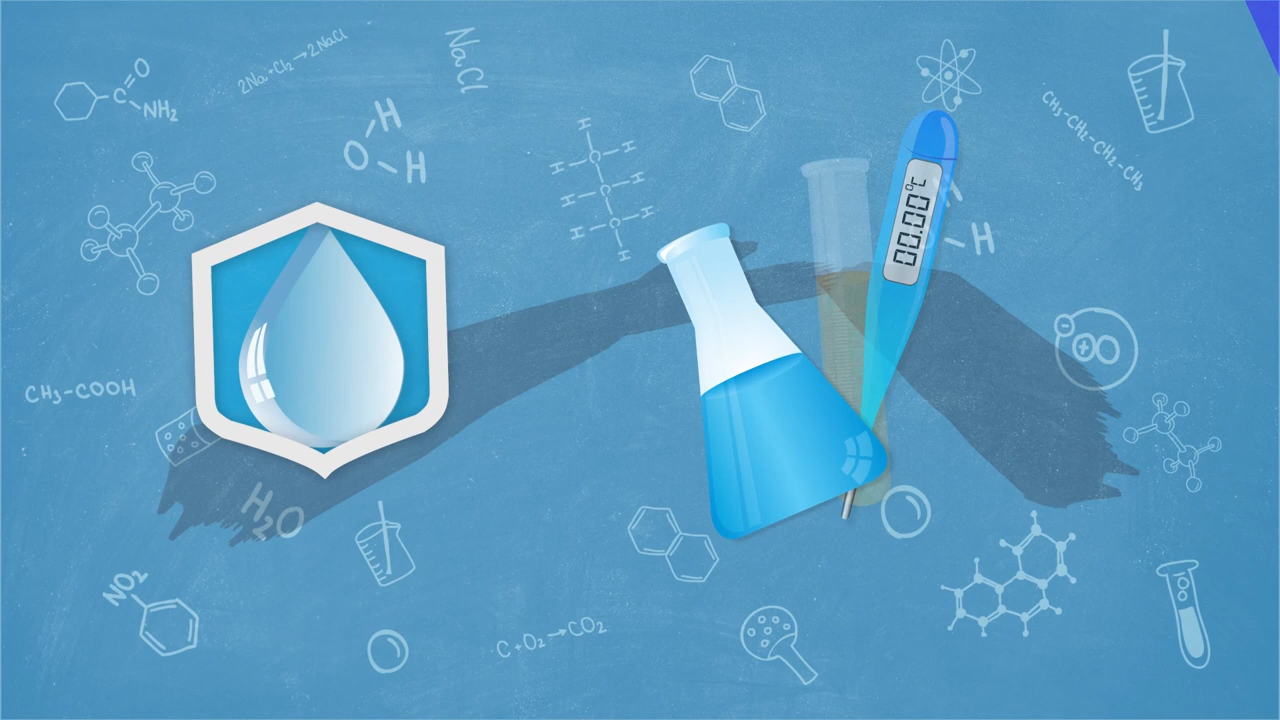 2Na+Cl₂→2NaCl
NaCl
O
C
NH₂
H
O H
H
C
H H
C
H H
C
H H
H
CH₃-CH₂-CH₂-CH₃
00.00°C
H
CH₃-COOH
H₂O
NO₂
C+O₂→CO₂